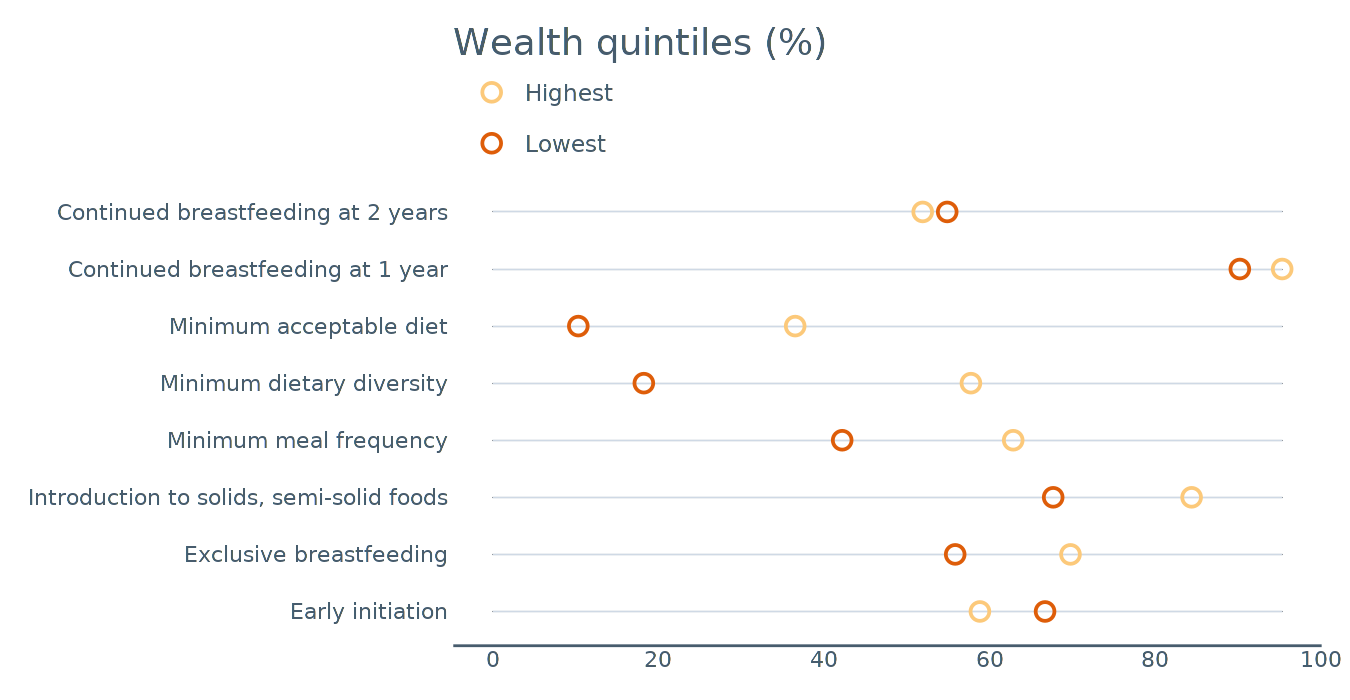 Wealth quintiles (%)
Highest
Lowest
Continued breastfeeding at 2 years
Continued breastfeeding at 1 year
Minimum acceptable diet
Minimum dietary diversity
Minimum meal frequency
Introduction to solids, semi-solid foods
Exclusive breastfeeding
Early initiation
0 20 40 60 80 100